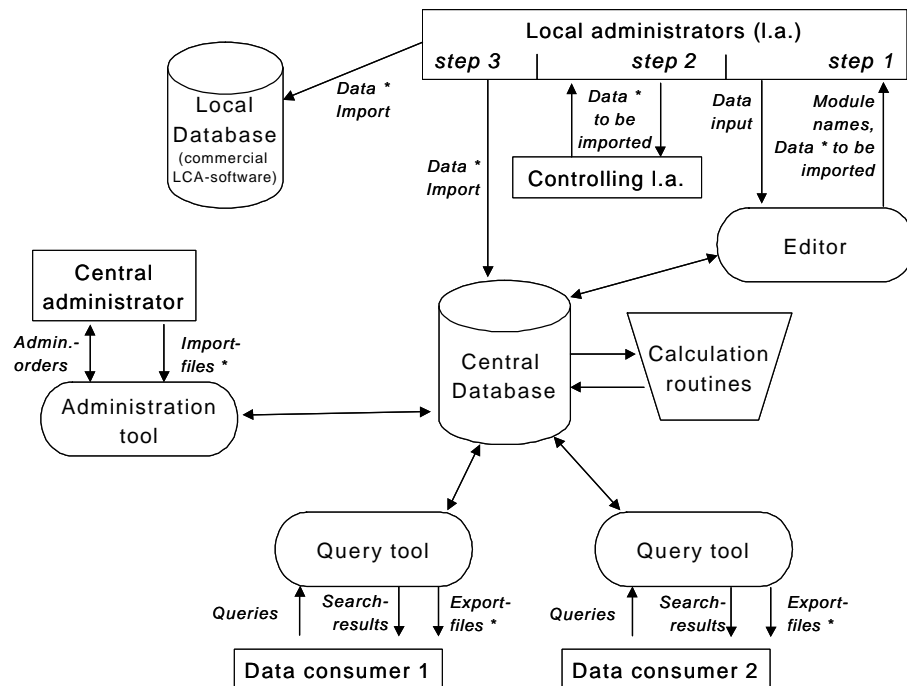 Local administrators (l.a.)
step 3
step 2
step 1
Data *
Import
Local
Database
(commercial
LCA-software)
Data *
to be
imported
Data
input
Module
names,
Data * to be
imported
Data *
Import
Controlling l.a.
Editor
Central
administrator
Admin.-
orders
Import-
files *
Administration
tool
Central
Database
Calculation
routines
Query tool
Query tool
Queries
Search-
results
Export-
files *
Queries
Search-
results
Export-
files *
Data consumer 1
Data consumer 2